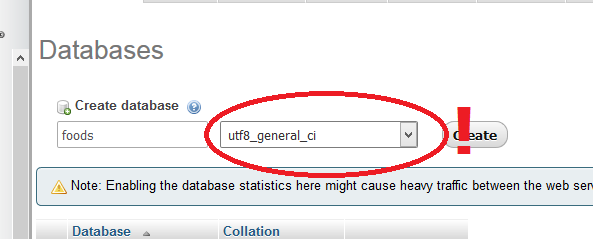 Databases
Create database
foods utf8_general_ci Create
Note: Enabling the database statistics here might cause heavy traffic between the web
Database Collation